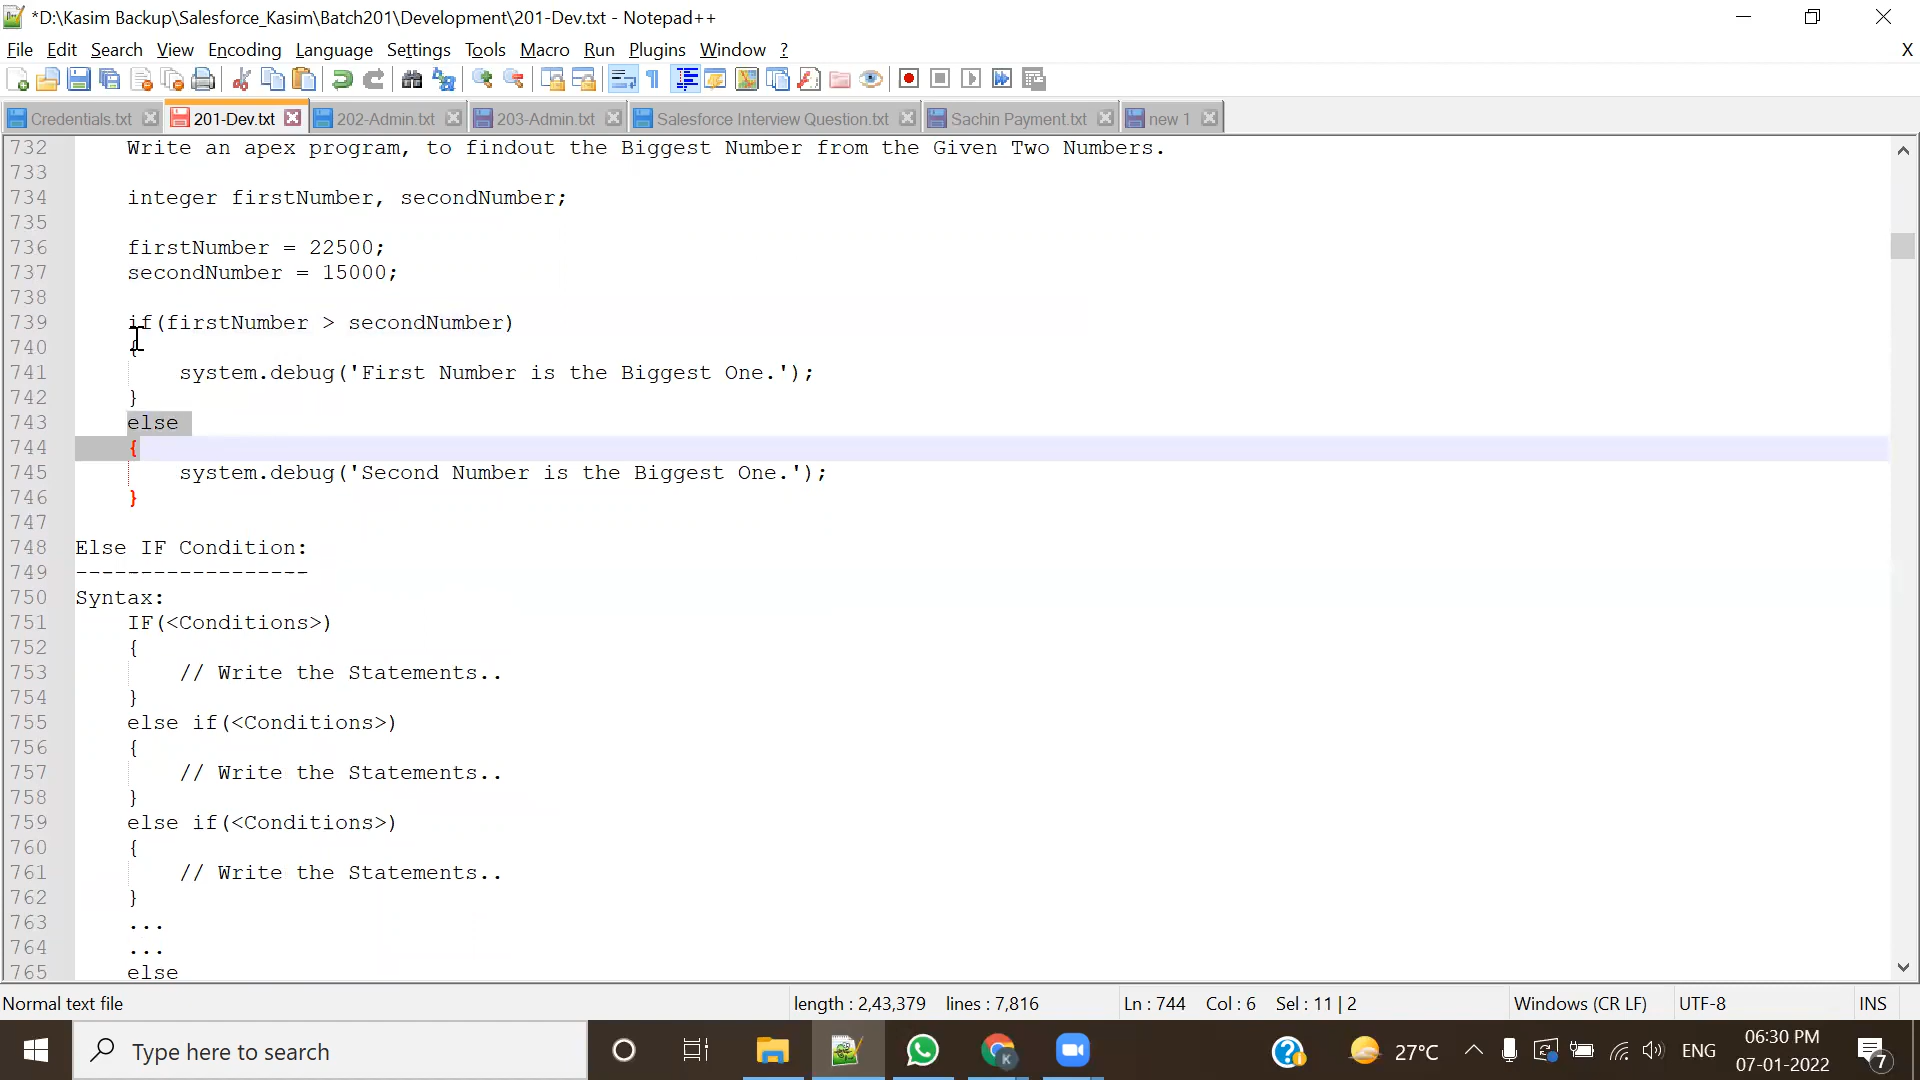 *D:\Kasim Backup\Salesforce_Kasim\Batch201\Development\201-Dev.txt - Notepad++
File Edit Search View Encoding Language Settings Tools Macro Run Plugins Window ? X
Credentials.txt 201-Dev.txt 202-Admin.txt 203-Admin.txt Salesforce Interview Question.txt Sachin Payment.txt new 1
732 Write an apex program, to findout the Biggest Number from the Given Two Numbers.
733
734 integer firstNumber, secondNumber;
735
736 firstNumber = 22500;
737 secondNumber = 15000;
738
739 if(firstNumber > secondNumber)
740 {
741 system.debug('First Number is the Biggest One.');
742 }
743 else
744 {
745 system.debug('Second Number is the Biggest One.');
746 }
747
748 Else IF Condition:
749 ------------------
750 Syntax:
751 IF(<Conditions>)
752 {
753 // Write the Statements..
754 }
755 else if(<Conditions>)
756 {
757 // Write the Statements..
758 }
759 else if(<Conditions>)
760 {
761 // Write the Statements..
762 }
763 ...
764 ...
765 else
Normal text file length : 2,43,379 lines : 7,816 Ln : 744 Col : 6 Sel : 11 | 2 Windows (CR LF) UTF-8 INS
Type here to search 27°C ENG 06:30 PM 7
07-01-2022